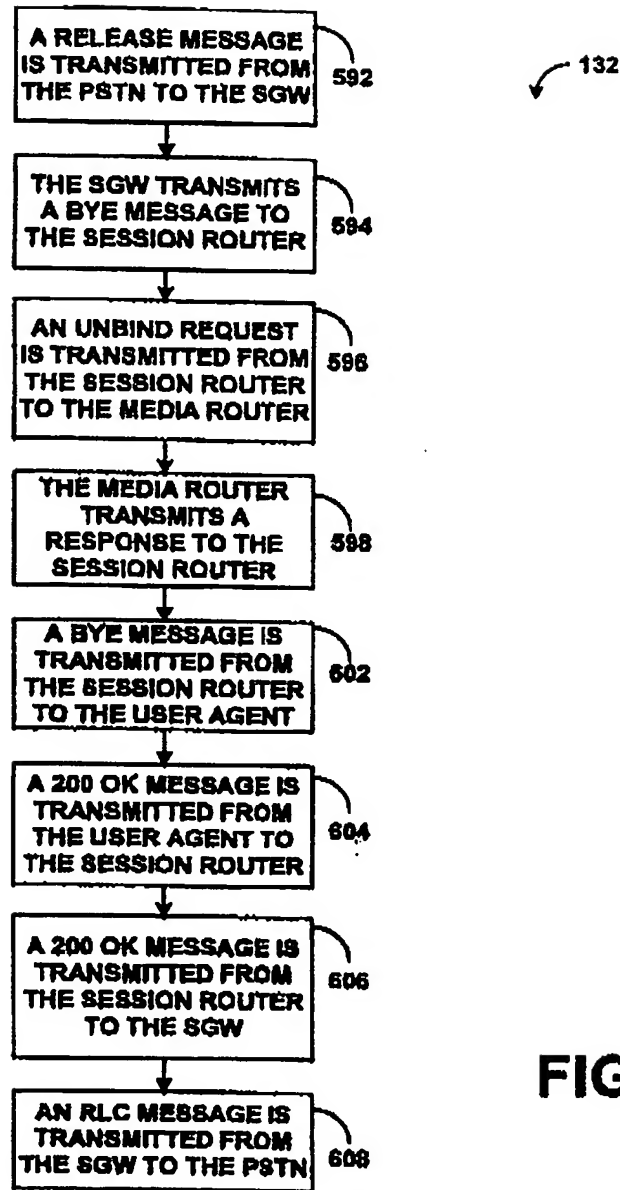 A RELEASE MESSAGE
IS TRANSMITTED FROM
THE PSTN TO THE SGW
592
132
THE SGW TRANSMITS
A BYE MESSAGE TO
THE SESSION ROUTER
594
AN UNBIND REQUEST
IS TRANSMITTED FROM
THE SESSION ROUTER
TO THE MEDIA ROUTER
596
THE MEDIA ROUTER
TRANSMITS A
RESPONSE TO THE
SESSION ROUTER
598
A BYE MESSAGE IS
TRANSMITTED FROM
THE SESSION ROUTER
TO THE USER AGENT
602
A 200 OK MESSAGE IS
TRANSMITTED FROM
THE USER AGENT TO
THE SESSION ROUTER
604
A 200 OK MESSAGE IS
TRANSMITTED FROM
THE SESSION ROUTER
TO THE SGW
606
AN RLC MESSAGE IS
TRANSMITTED FROM
THE SGW TO THE PSTN
608
FIG